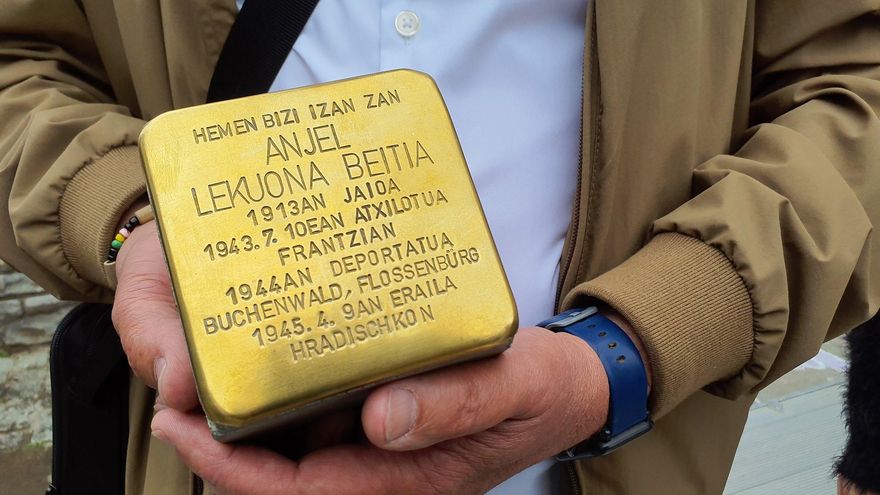 HEMEN BIZI IZAN ZAN
ANJEL
LEKUONA BEITIA
1913AN JAIOA
1943.7.10EAN ATXILOTUA
FRANTZIAN
1944AN DEPORTATUA
BUCHENWALD, FLOSSENBÜRG
1945.4.9AN ERAILA
HRADISCHKON